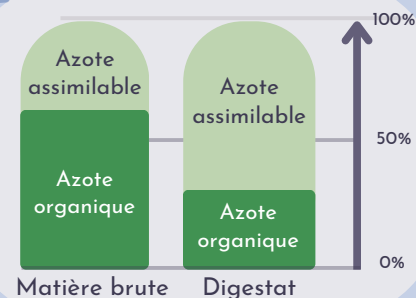 100%
Azote
assimilable
Azote
assimilable
50%
Azote
organique
Azote
organique
0%
Matière brute
Digestat